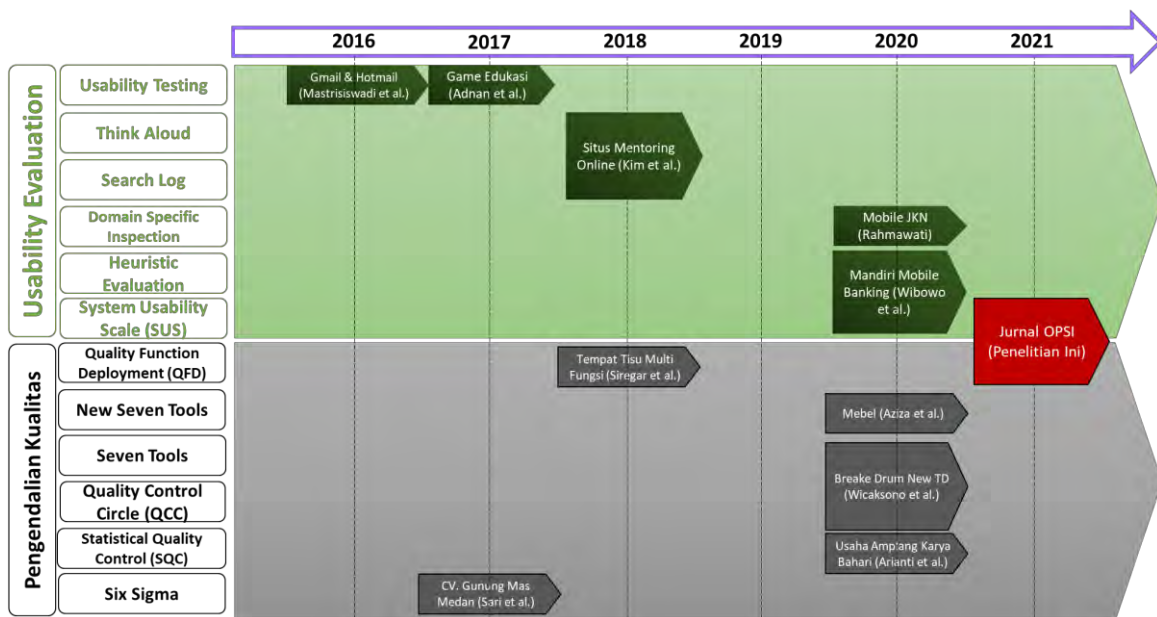 2016 2017 2018 2019 2020 2021
Usability Evaluation
Usability Testing
Gmail & Hotmail
(Mastrisiswadi et al.)
Game Edukasi
(Adnan et al.)
Think Aloud
Situs Mentoring
Online (Kim et al.)
Search Log
Domain Specific
Inspection
Mobile JKN
(Rahmawati)
Heuristic
Evaluation
Mandiri Mobile
Banking (Wibowo
et al.)
System Usability
Scale (SUS)
Jurnal OPSI
(Penelitian Ini)
Pengendalian Kualitas
Quality Function
Deployment (QFD)
Tempat Tisu Multi
Fungsi (Siregar et al.)
New Seven Tools
Mebel (Aziza et al.)
Seven Tools
Breake Drum New TD
(Wicaksono et al.)
Quality Control
Circle (QCC)
Statistical Quality
Control (SQC)
Usaha Amplang Karya
Bahari (Arianti et al.)
Six Sigma
CV. Gunung Mas
Medan (Sari et al.)